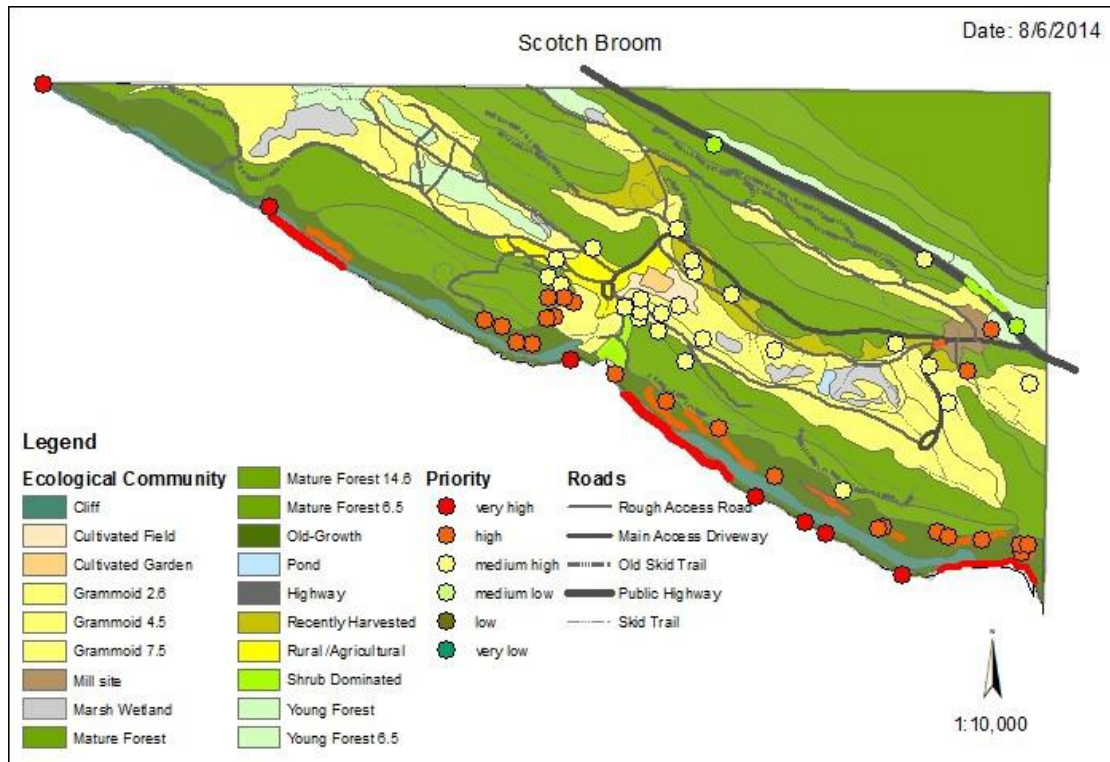 Date: 8/6/2014
Scotch Broom
Legend
Ecological Community
Cliff
Cultivated Field
Cultivated Garden
Grammoid 2.6
Grammoid 4.5
Grammoid 7.5
Mill site
Marsh Wetland
Mature Forest
Mature Forest 14.6
Mature Forest 6.5
Old-Growth
Pond
Highway
Recently Harvested
Rural /Agricultural
Shrub Dominated
Young Forest
Young Forest 6.5
Priority
very high
high
medium high
medium low
low
very low
Roads
Rough Access Road
Main Access Driveway
Old Skid Trail
Public Highway
Skid Trail
N
1:10,000